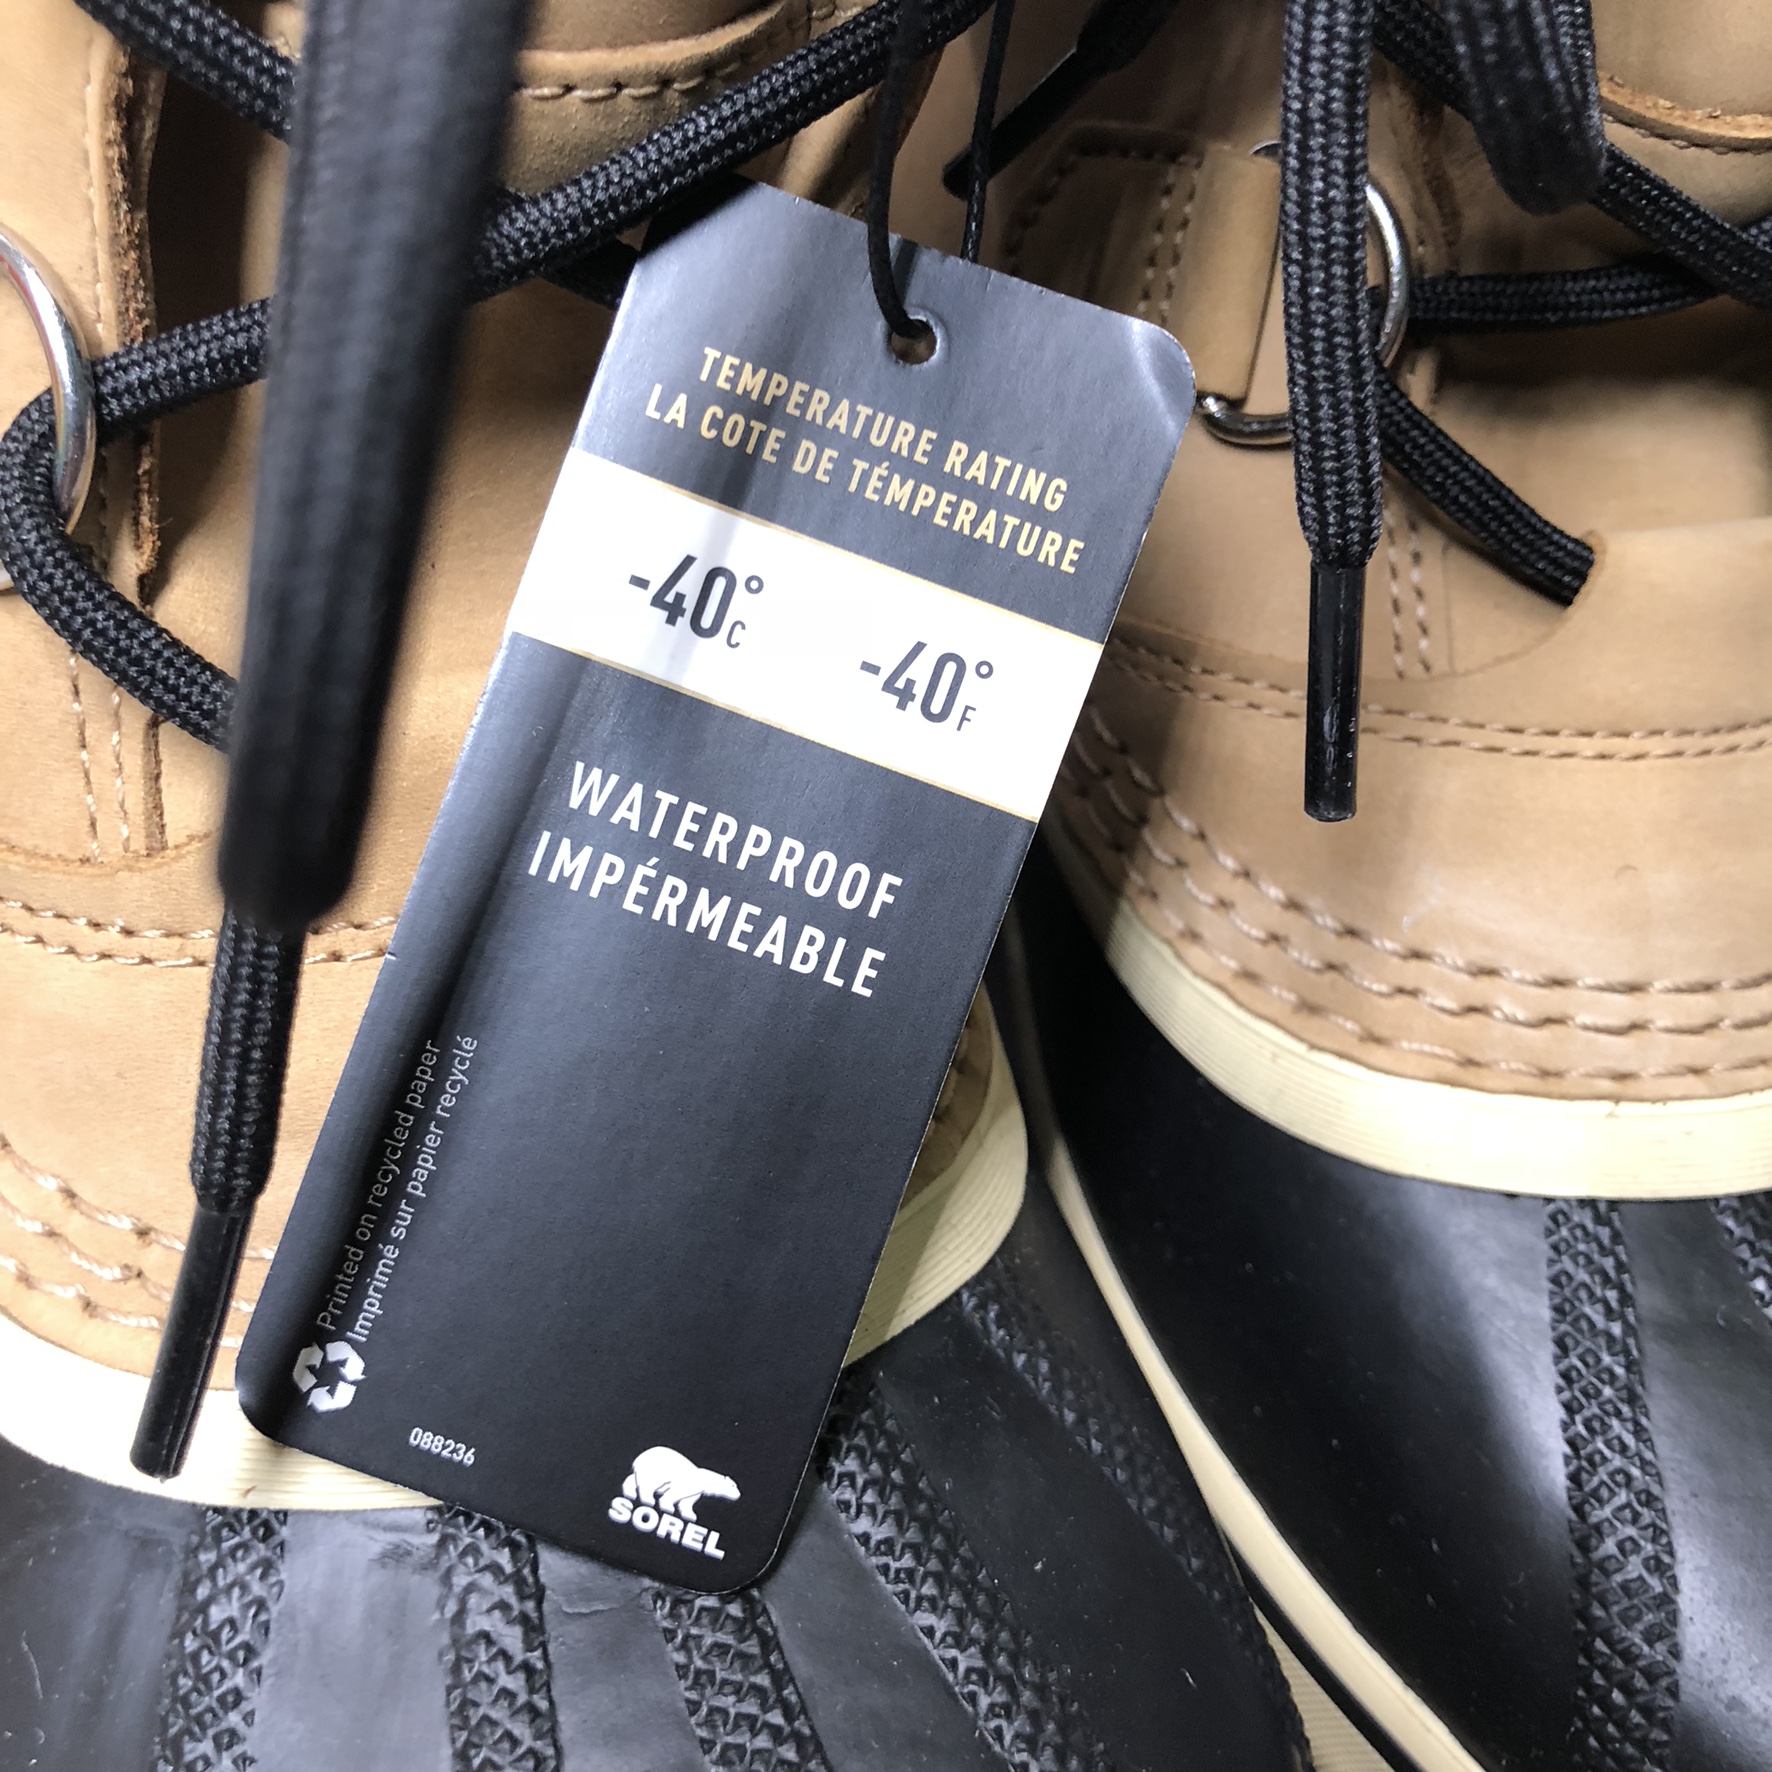 TEMPERATURE RATING
LA COTE DE TÉMPERATURE
-40°C
-40°F
WATERPROOF
IMPÉRMEABLE
Printed on recycled paper
Imprimé sur papier recyclé
088236
SOREL